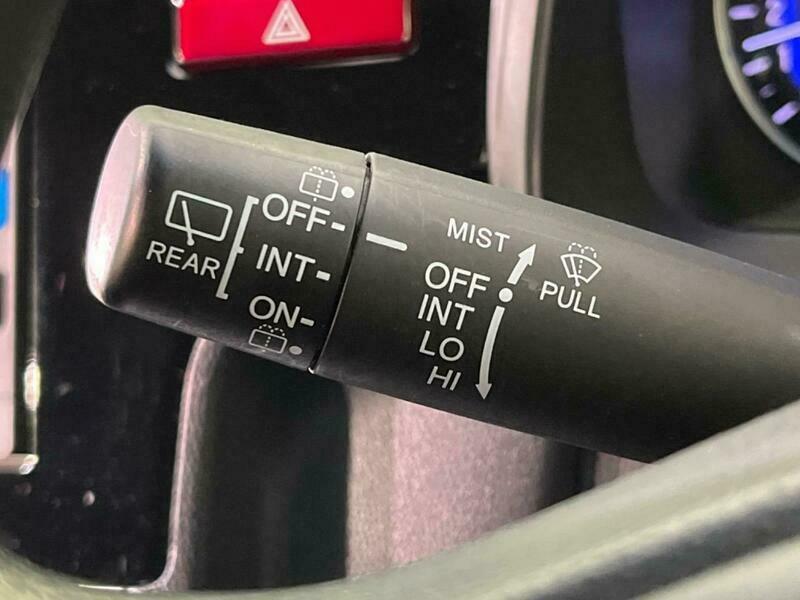 REAR
OFF
INT
ON
MIST
OFF
INT
LO
HI
PULL